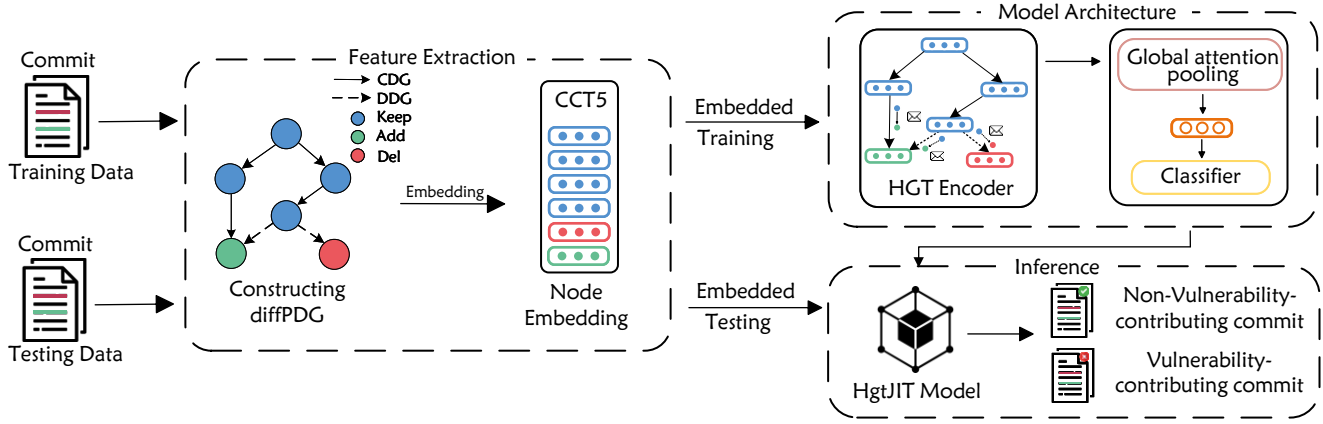 Commit
Training Data
Commit
Testing Data
Feature Extraction
CDG
DDG
Keep
Add
Del
Constructing
diffPDG
Embedding
CCT5
Node
Embedding
Embedded
Training
Embedded
Testing
Model Architecture
HGT Encoder
Global attention
pooling
Classifier
Inference
HgtJIT Model
Non-Vulnerability-
contributing commit
Vulnerability-
contributing commit